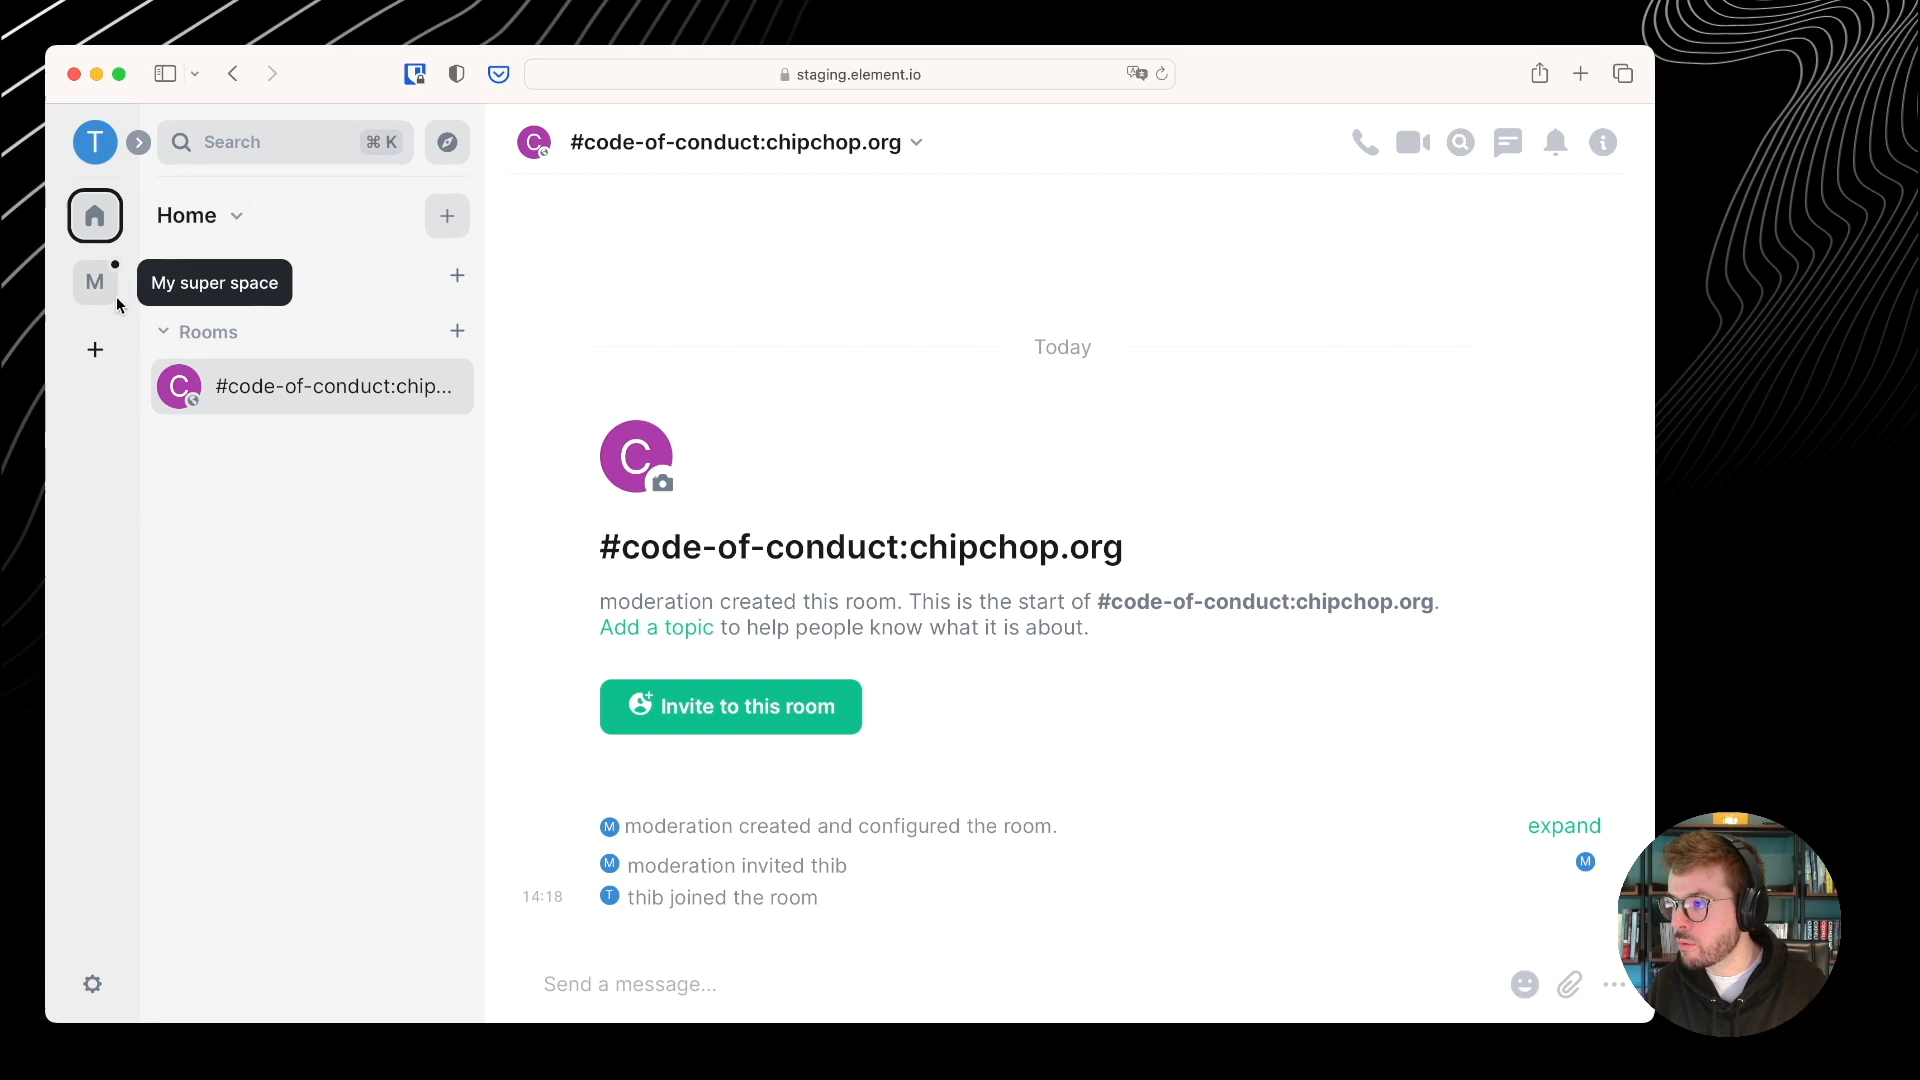 staging.element.io
T
Search
⌘ K
C
#code-of-conduct:chipchop.org
Home
M
My super space
Rooms
C
#code-of-conduct:chip...
Today
C
#code-of-conduct:chipchop.org
moderation created this room. This is the start of #code-of-conduct:chipchop.org.
Add a topic to help people know what it is about.
Invite to this room
M moderation created and configured the room.
expand
M moderation invited thib
M
14:18
T thib joined the room
Send a message...